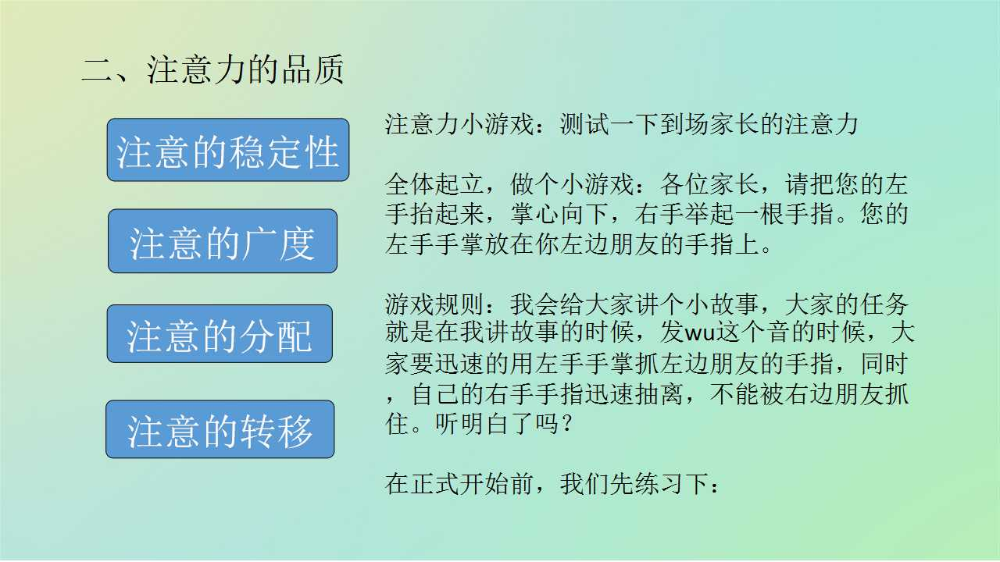 二、注意力的品质
注意的稳定性
注意的广度
注意的分配
注意的转移
注意力小游戏：测试一下到场家长的注意力
全体起立，做个小游戏：各位家长，请把您的左
手抬起来，掌心向下，右手举起一根手指。您的
左手手掌放在你左边朋友的手指上。
游戏规则：我会给大家讲个小故事，大家的任务
就是在我讲故事的时候，发wu这个音的时候，大
家要迅速的用左手手掌抓左边朋友的手指，同时
，自己的右手手指迅速抽离，不能被右边朋友抓
住。听明白了吗？
在正式开始前，我们先练习下：